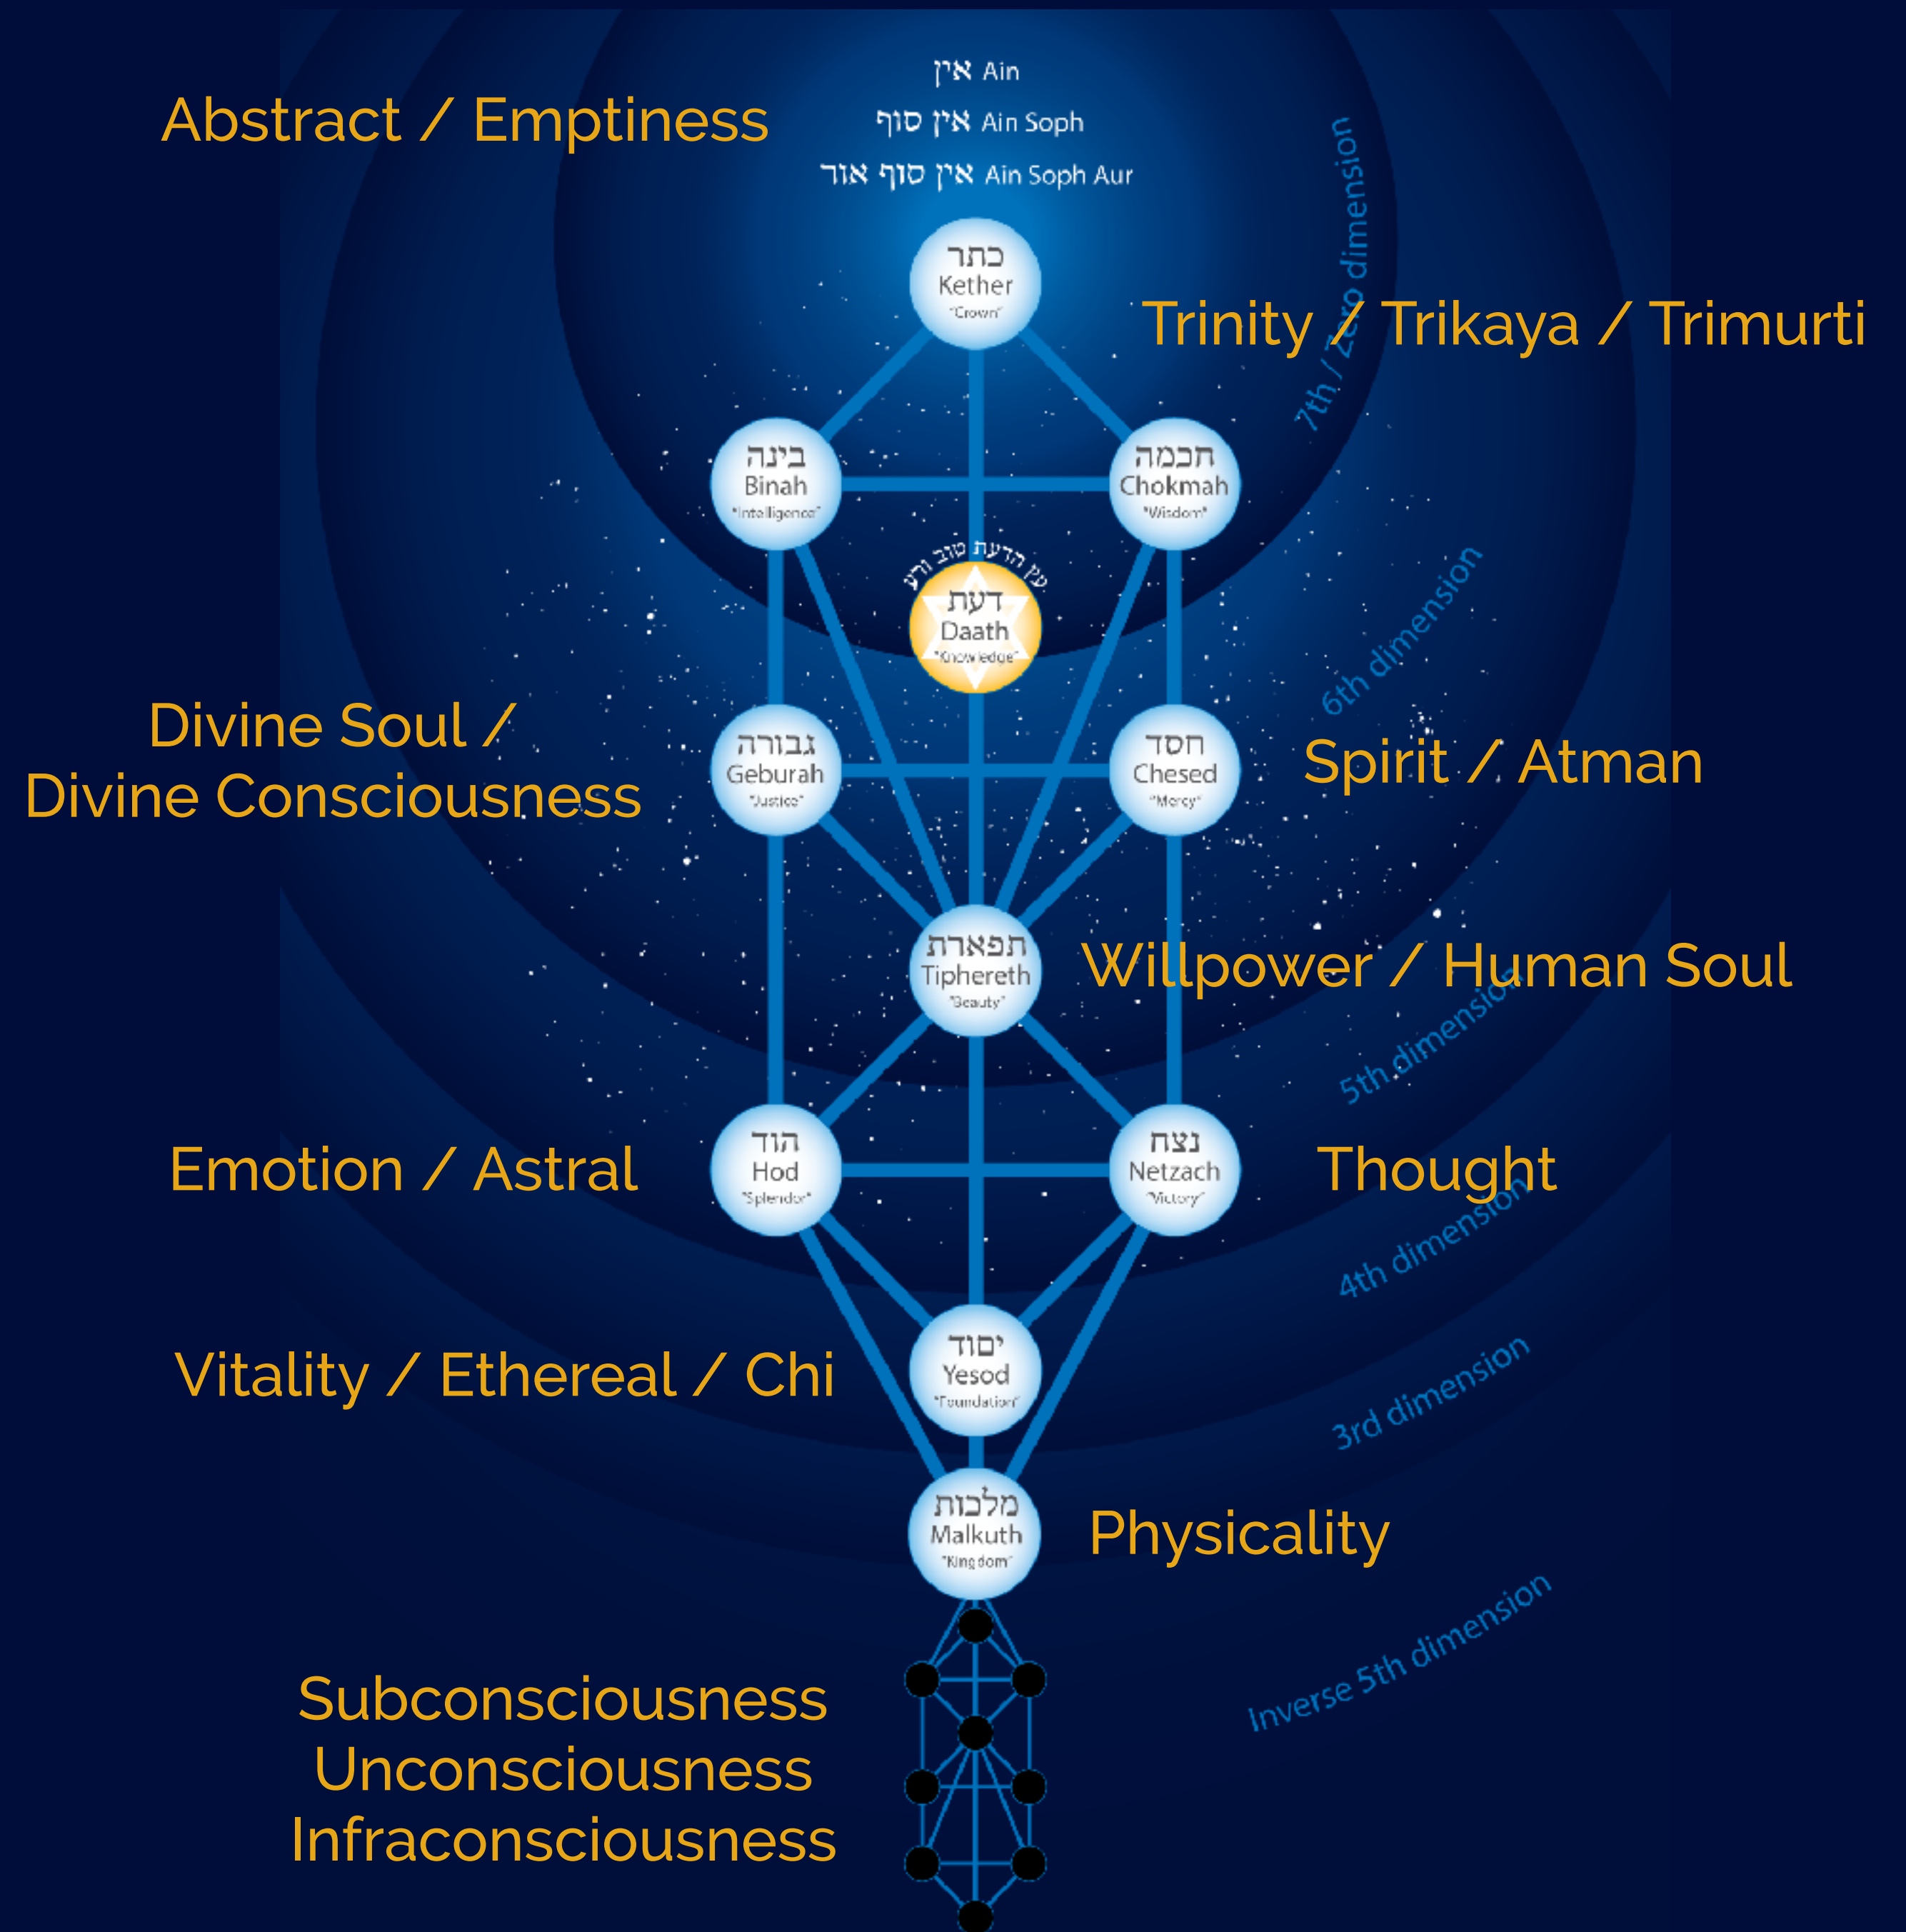 אין Ain
Abstract / Emptiness
אין סוף Ain Soph
אין סוף אור Ain Soph Aur
7th / Zero dimension
כתר
Kether
"Crown"
Trinity / Trikaya / Trimurti
בינה
Binah
"Intelligence"
חכמה
Chokmah
"Wisdom"
עץ הדעת טוב ורע
דעת
Daath
"Knowledge"
6th dimension
Divine Soul /
Divine Consciousness
גבורה
Geburah
"Justice"
חסד
Chesed
"Mercy"
Spirit / Atman
תפארת
Tiphereth
"Beauty"
Willpower / Human Soul
5th dimension
Emotion / Astral
הוד
Hod
"Splendor"
נצח
Netzach
"Victory"
Thought
4th dimension
Vitality / Ethereal / Chi
יסוד
Yesod
"Foundation"
3rd dimension
מלכות
Malkuth
"Kingdom"
Physicality
Inverse 5th dimension
Subconsciousness
Unconsciousness
Infraconsciousness